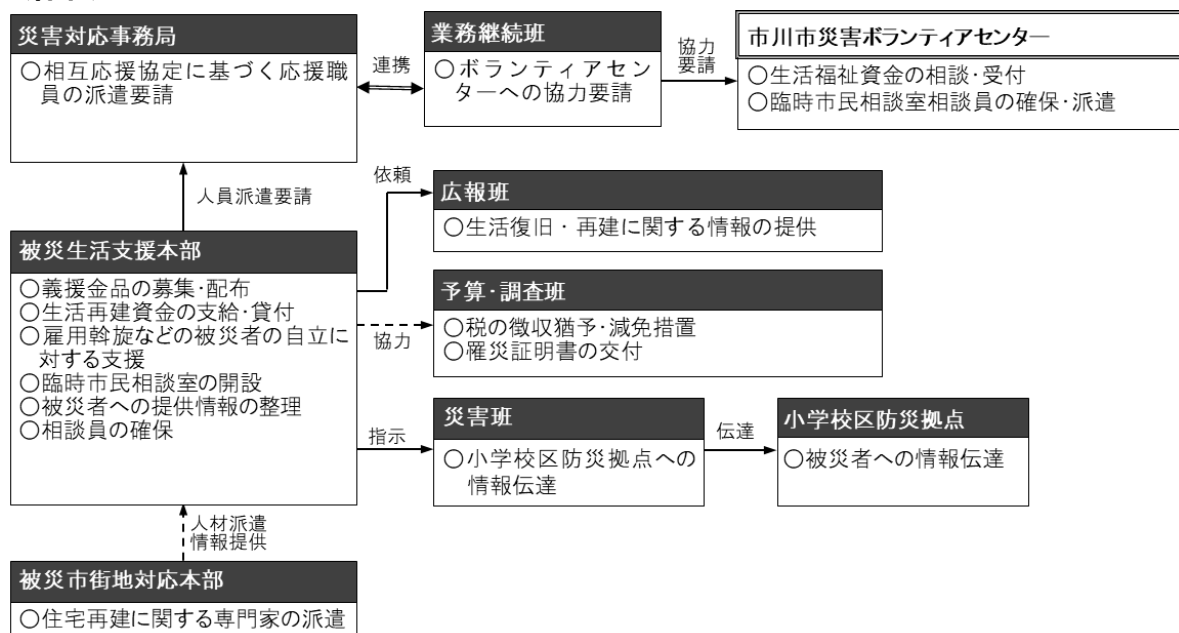 災害対応事務局
○相互応援協定に基づく応援職
員の派遣要請
連携
業務継続班
○ボランティアセン
ターへの協力要請
協力
要請
市川市災害ボランティアセンター
○生活福祉資金の相談・受付
○臨時市民相談室相談員の確保・派遣
人員派遣要請
依頼
広報班
○生活復旧・再建に関する情報の提供
被災生活支援本部
○義援金品の募集・配布
○生活再建資金の支給・貸付
○雇用斡旋などの被災者の自立に
対する支援
○臨時市民相談室の開設
○被災者への提供情報の整理
○相談員の確保
協力
予算・調査班
○税の徴収猶予・減免措置
○罹災証明書の交付
指示
災害班
○小学校区防災拠点への
情報伝達
伝達
小学校区防災拠点
○被災者への情報伝達
人材派遣
情報提供
被災市街地対応本部
○住宅再建に関する専門家の派遣